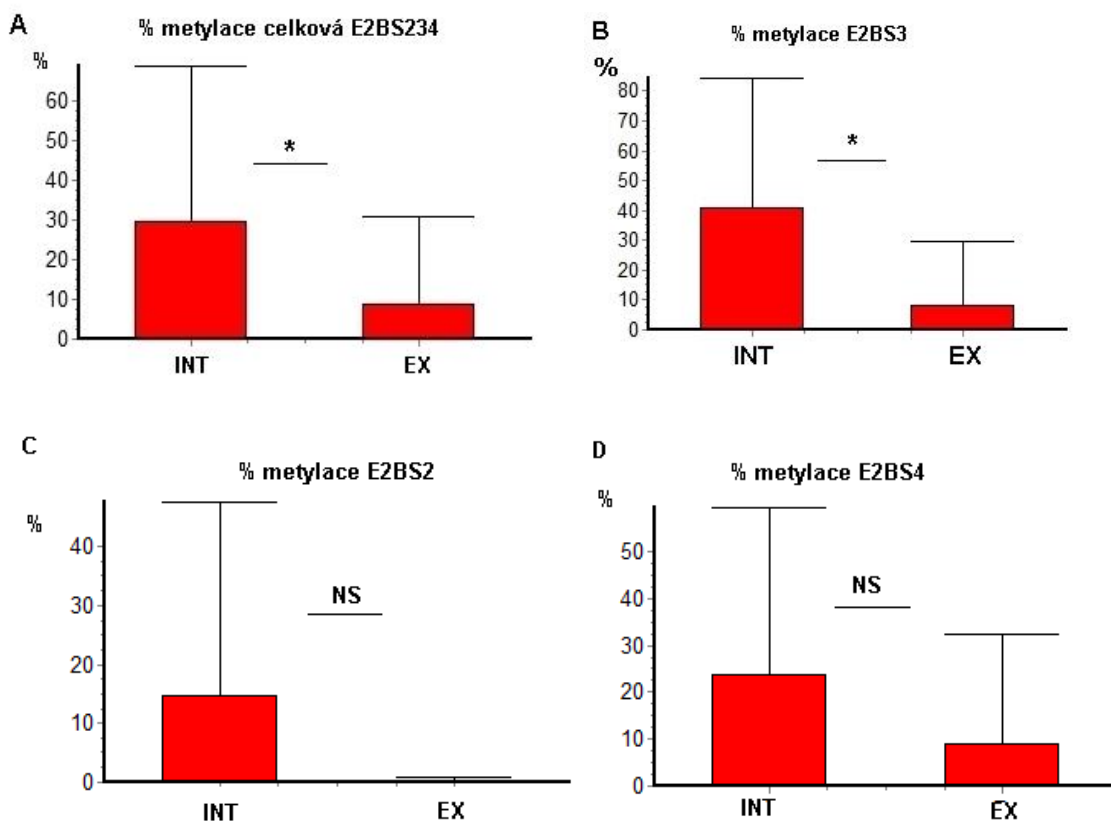 A
% metylace celková E2BS234
%
60
50
40
30
20
10
0
*
INT EX
B
% metylace E2BS3
%
80
70
60
50
40
30
20
10
0
*
INT EX
C
% metylace E2BS2
%
40
30
20
10
0
NS
INT EX
D
% metylace E2BS4
%
50
40
30
20
10
0
NS
INT EX